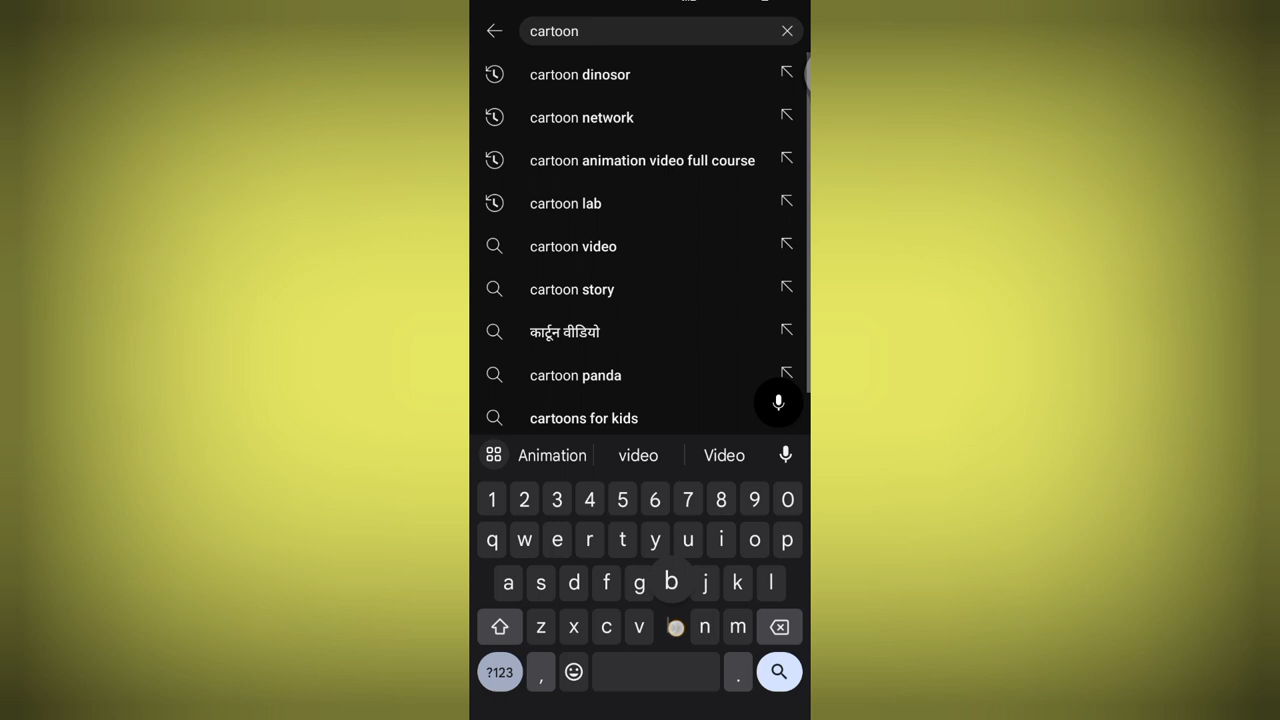 cartoon
cartoon dinosor
cartoon network
cartoon animation video full course
cartoon lab
cartoon video
cartoon story
कार्टून वीडियो
cartoon panda
cartoons for kids
Animation video Video
1 2 3 4 5 6 7 8 9 0
q w e r t y u i o p
a s d f g b j k l
z x c v n m
?123 , .